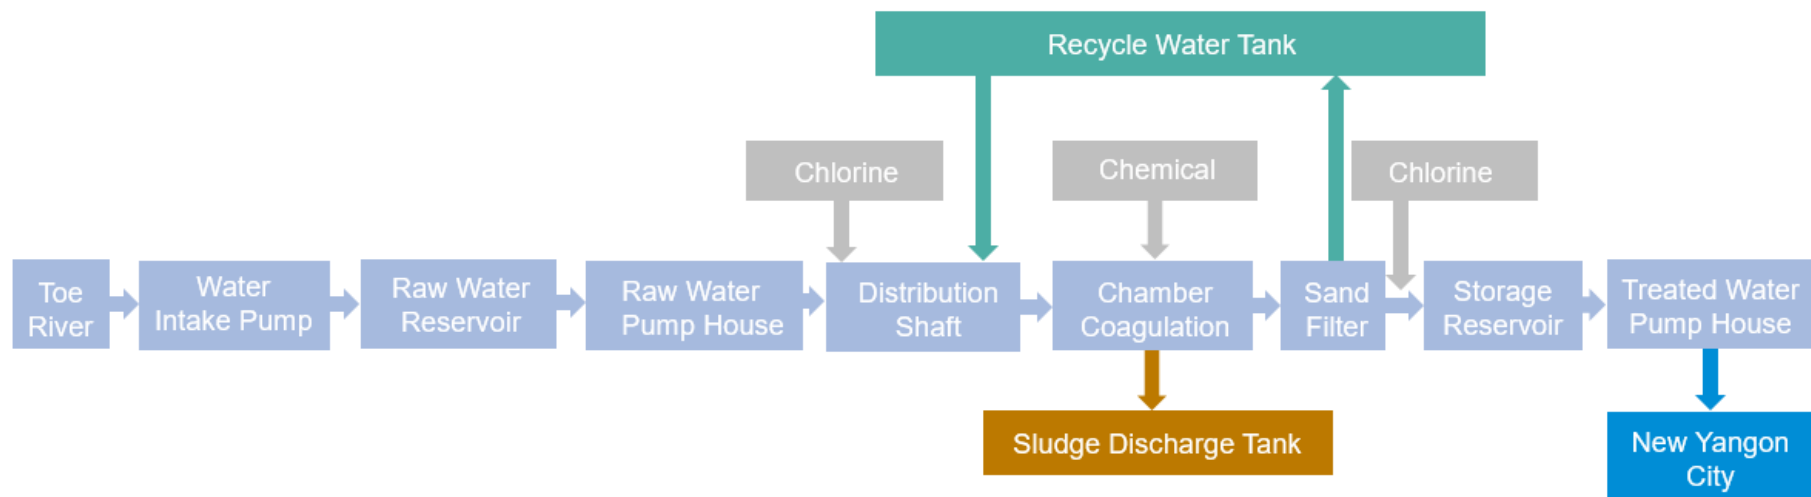 Recycle Water Tank
Chlorine
Chemical
Chlorine
Toe
River
Water
Intake Pump
Raw Water
Reservoir
Raw Water
Pump House
Distribution
Shaft
Chamber
Coagulation
Sand
Filter
Storage
Reservoir
Treated Water
Pump House
Sludge Discharge Tank
New Yangon
City